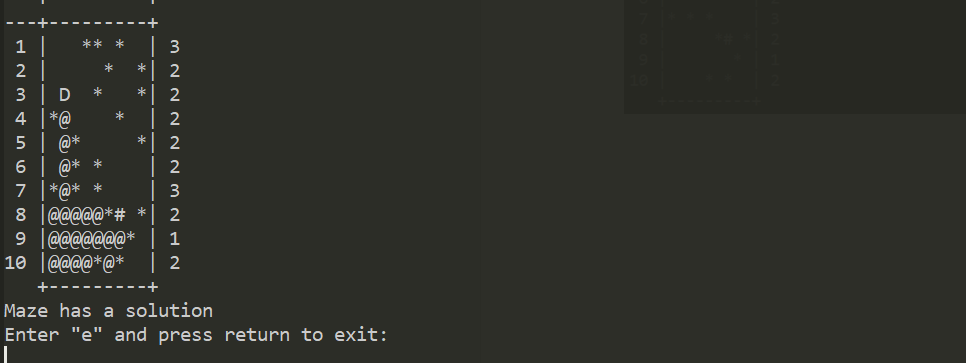 ---+---------+
 1 |   ** *  | 3
 2 |     *  *| 2
 3 | D  *   *| 2
 4 |*@    *  | 2
 5 | @*     *| 2
 6 | @* *    | 2
 7 |*@* *    | 3
 8 |@@@@@*# *| 2
 9 |@@@@@@@* | 1
10 |@@@@*@*  | 2
   +---------+
Maze has a solution
Enter "e" and press return to exit: